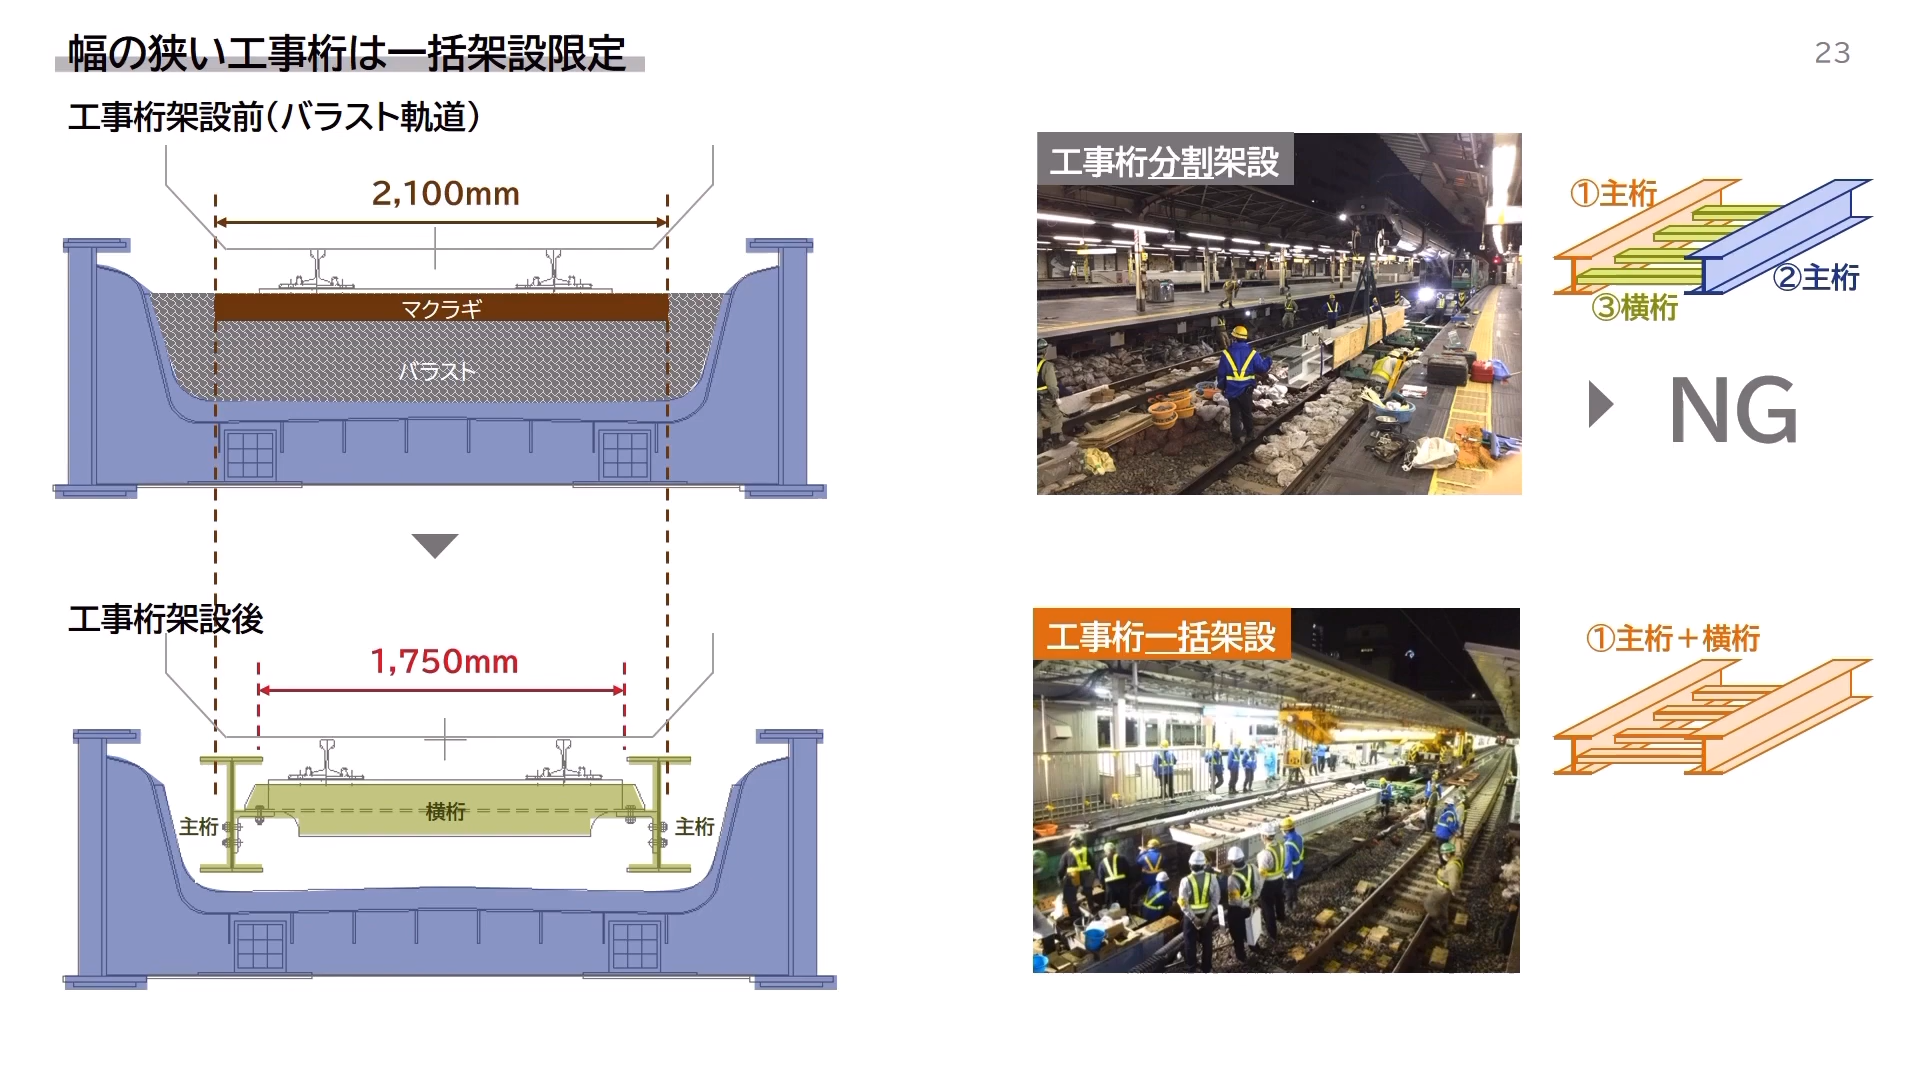 幅の狭い工事桁は一括架設限定
23
工事桁架設前(バラスト軌道)
2,100mm
マクラギ
バラスト
工事桁架設後
1,750mm
主桁
横桁
主桁
工事桁分割架設
①主桁
②主桁
③横桁
NG
工事桁一括架設
①主桁+横桁